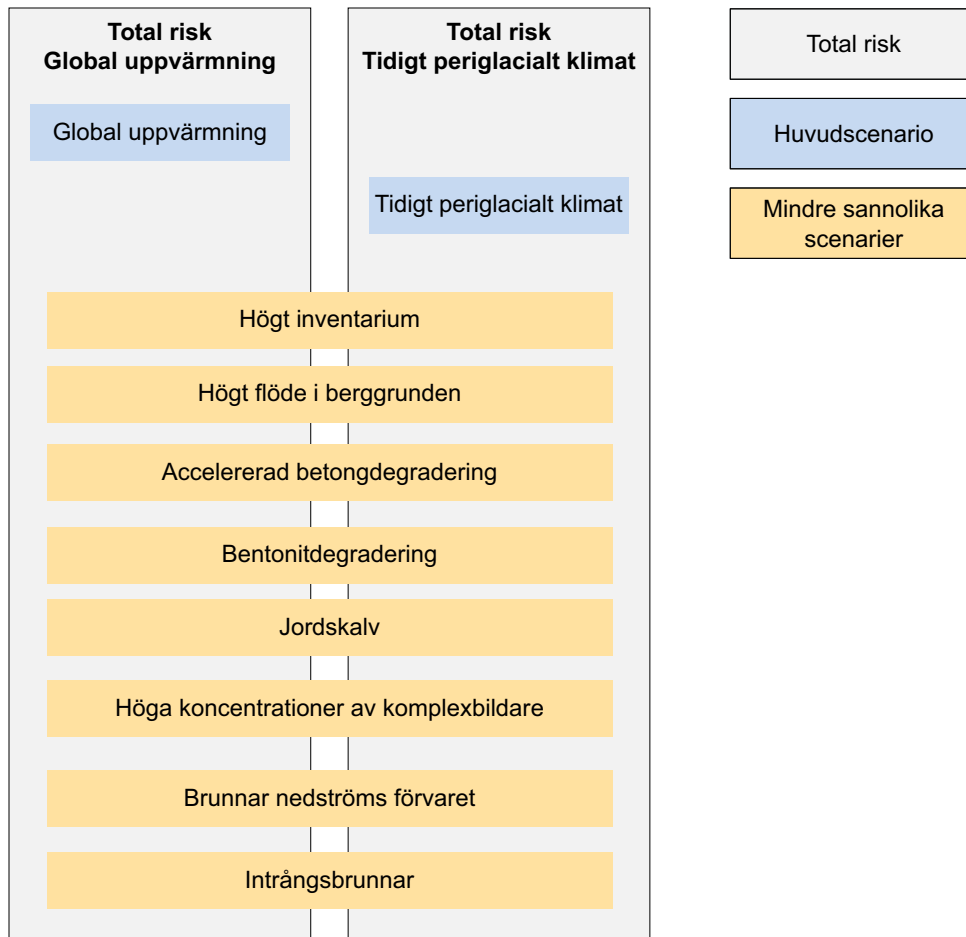 Total risk
Global uppvärmning
Total risk
Tidigt periglacialt klimat
Global uppvärmning
Tidigt periglacialt klimat
Högt inventarium
Högt flöde i berggrunden
Accelererad betongdegradering
Bentonitdegradering
Jordskalv
Höga koncentrationer av komplexbildare
Brunnar nedströms förvaret
Intrångsbrunnar
Total risk
Huvudscenario
Mindre sannolika
scenarier